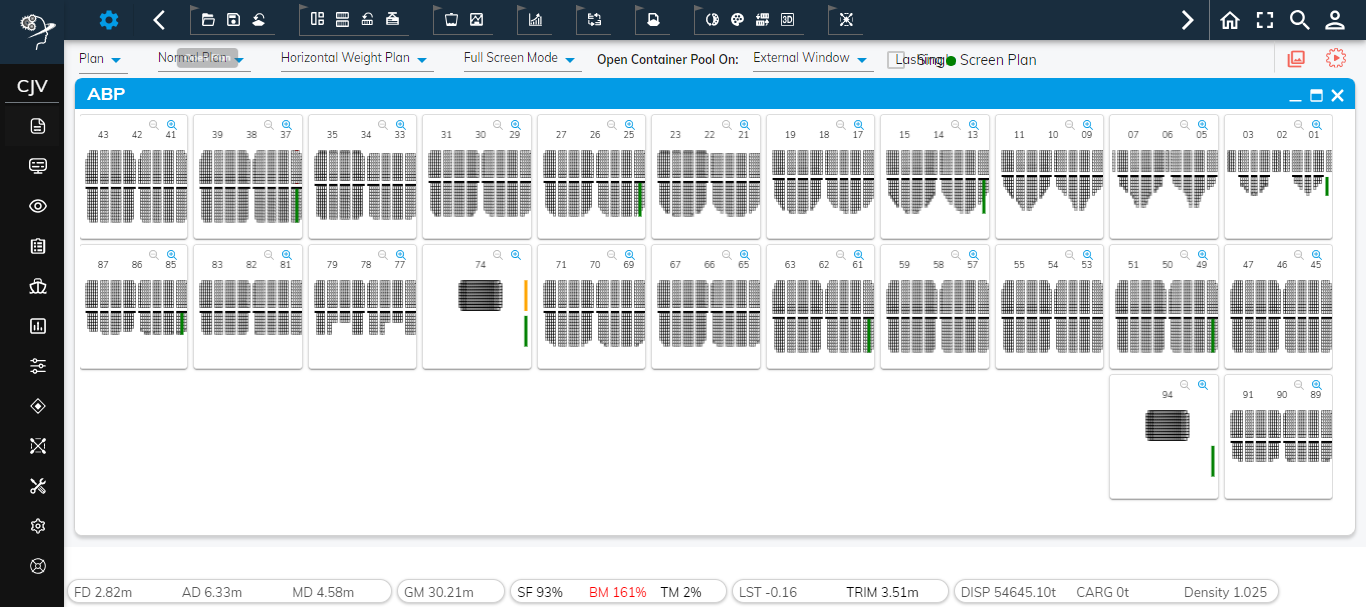 3D
Plan Normal Plan Horizontal Weight Plan Full Screen Mode Open Container Pool On: External Window Lashing Single Screen Plan
CJV
ABP
43 42 41 39 38 37 35 34 33 31 30 29 27 26 25 23 22 21 19 18 17 15 14 13 11 10 09 07 06 05 03 02 01
87 86 85 83 82 81 79 78 77 74 71 70 69 67 66 65 63 62 61 59 58 57 55 54 53 51 50 49 47 46 45
94 91 90 89
FD 2.82m AD 6.33m MD 4.58m GM 30.21m SF 93% BM 161% TM 2% LST -0.16 TRIM 3.51m DISP 54645.10t CARG 0t Density 1.025